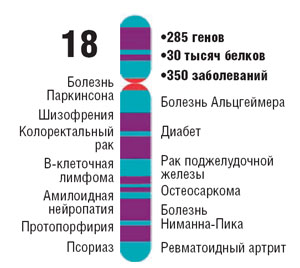 18
•285 генов
•30 тысяч белков
•350 заболеваний
Болезнь
Паркинсона
Шизофрения
Колоректальный
рак
В-клеточная
лимфома
Амилоидная
нейропатия
Протопорфирия
Псориаз
Болезнь Альцгеймера
Диабет
Рак поджелудочной
железы
Остеосаркома
Болезнь
Ниманна-Пика
Ревматоидный артрит